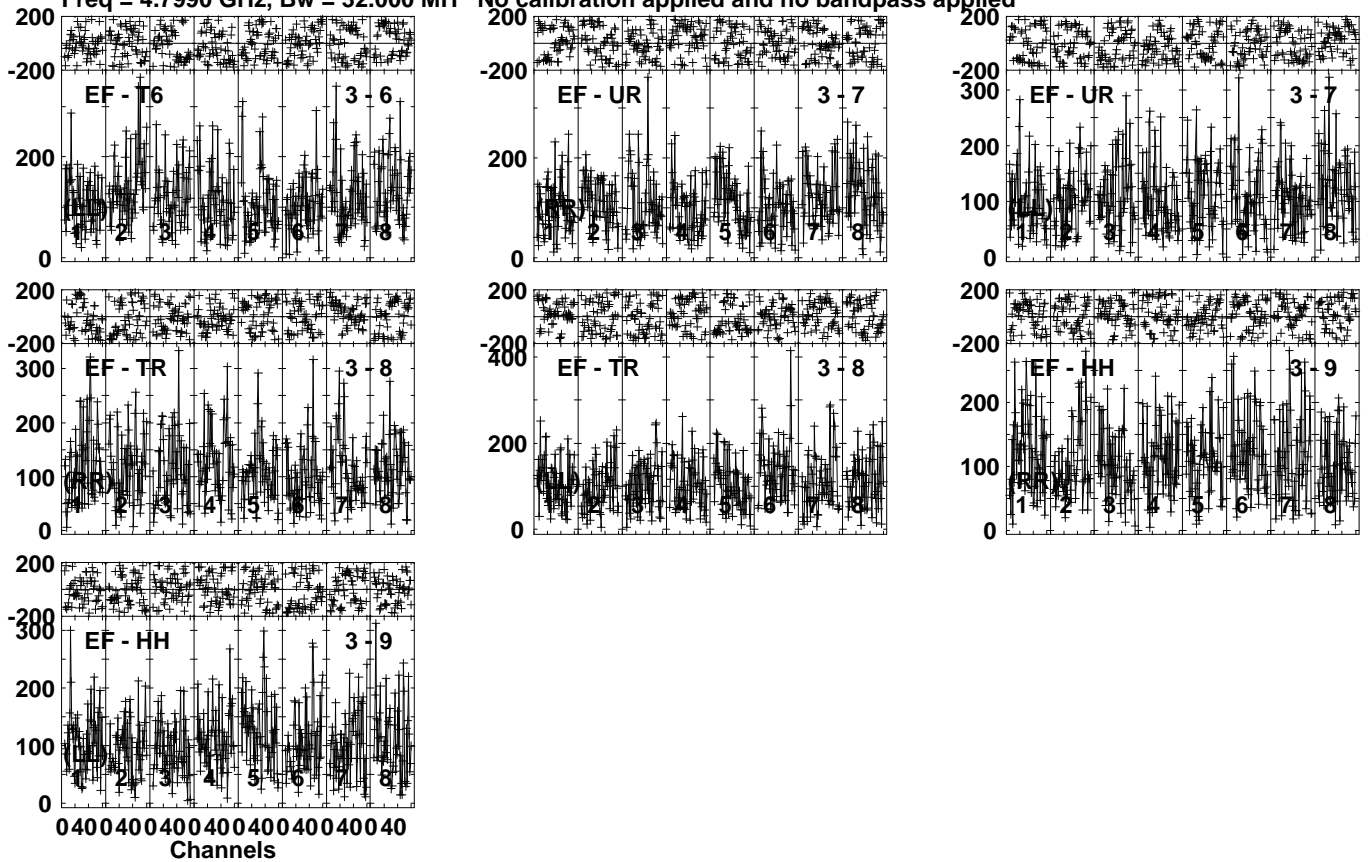 Freq = 4.7990 GHz, Bw = 32.000 MH No calibration applied and no bandpass applied
200
-200
EF - T6 3 - 6
200
(LL)
1 2 3 4 5 6 7 8
0
200
-200
EF - UR 3 - 7
200
(RR)
1 2 3 4 5 6 7 8
0
200
-200
300
EF - UR 3 - 7
200
100
(LL)
1 2 3 4 5 6 7 8
0
200
-200
300
EF - TR 3 - 8
200
100
(RR)
1 2 3 4 5 6 7 8
0
200
-200
400
EF - TR 3 - 8
200
(LL)
1 2 3 4 5 6 7 8
0
200
-200
EF - HH 3 - 9
200
100
(RR)
1 2 3 4 5 6 7 8
0
200
-200
300
EF - HH 3 - 9
200
100
(LL)
1 2 3 4 5 6 7 8
0
0 40 0 40 0 40 0 40 0 40 0 40 0 40 0 40
Channels